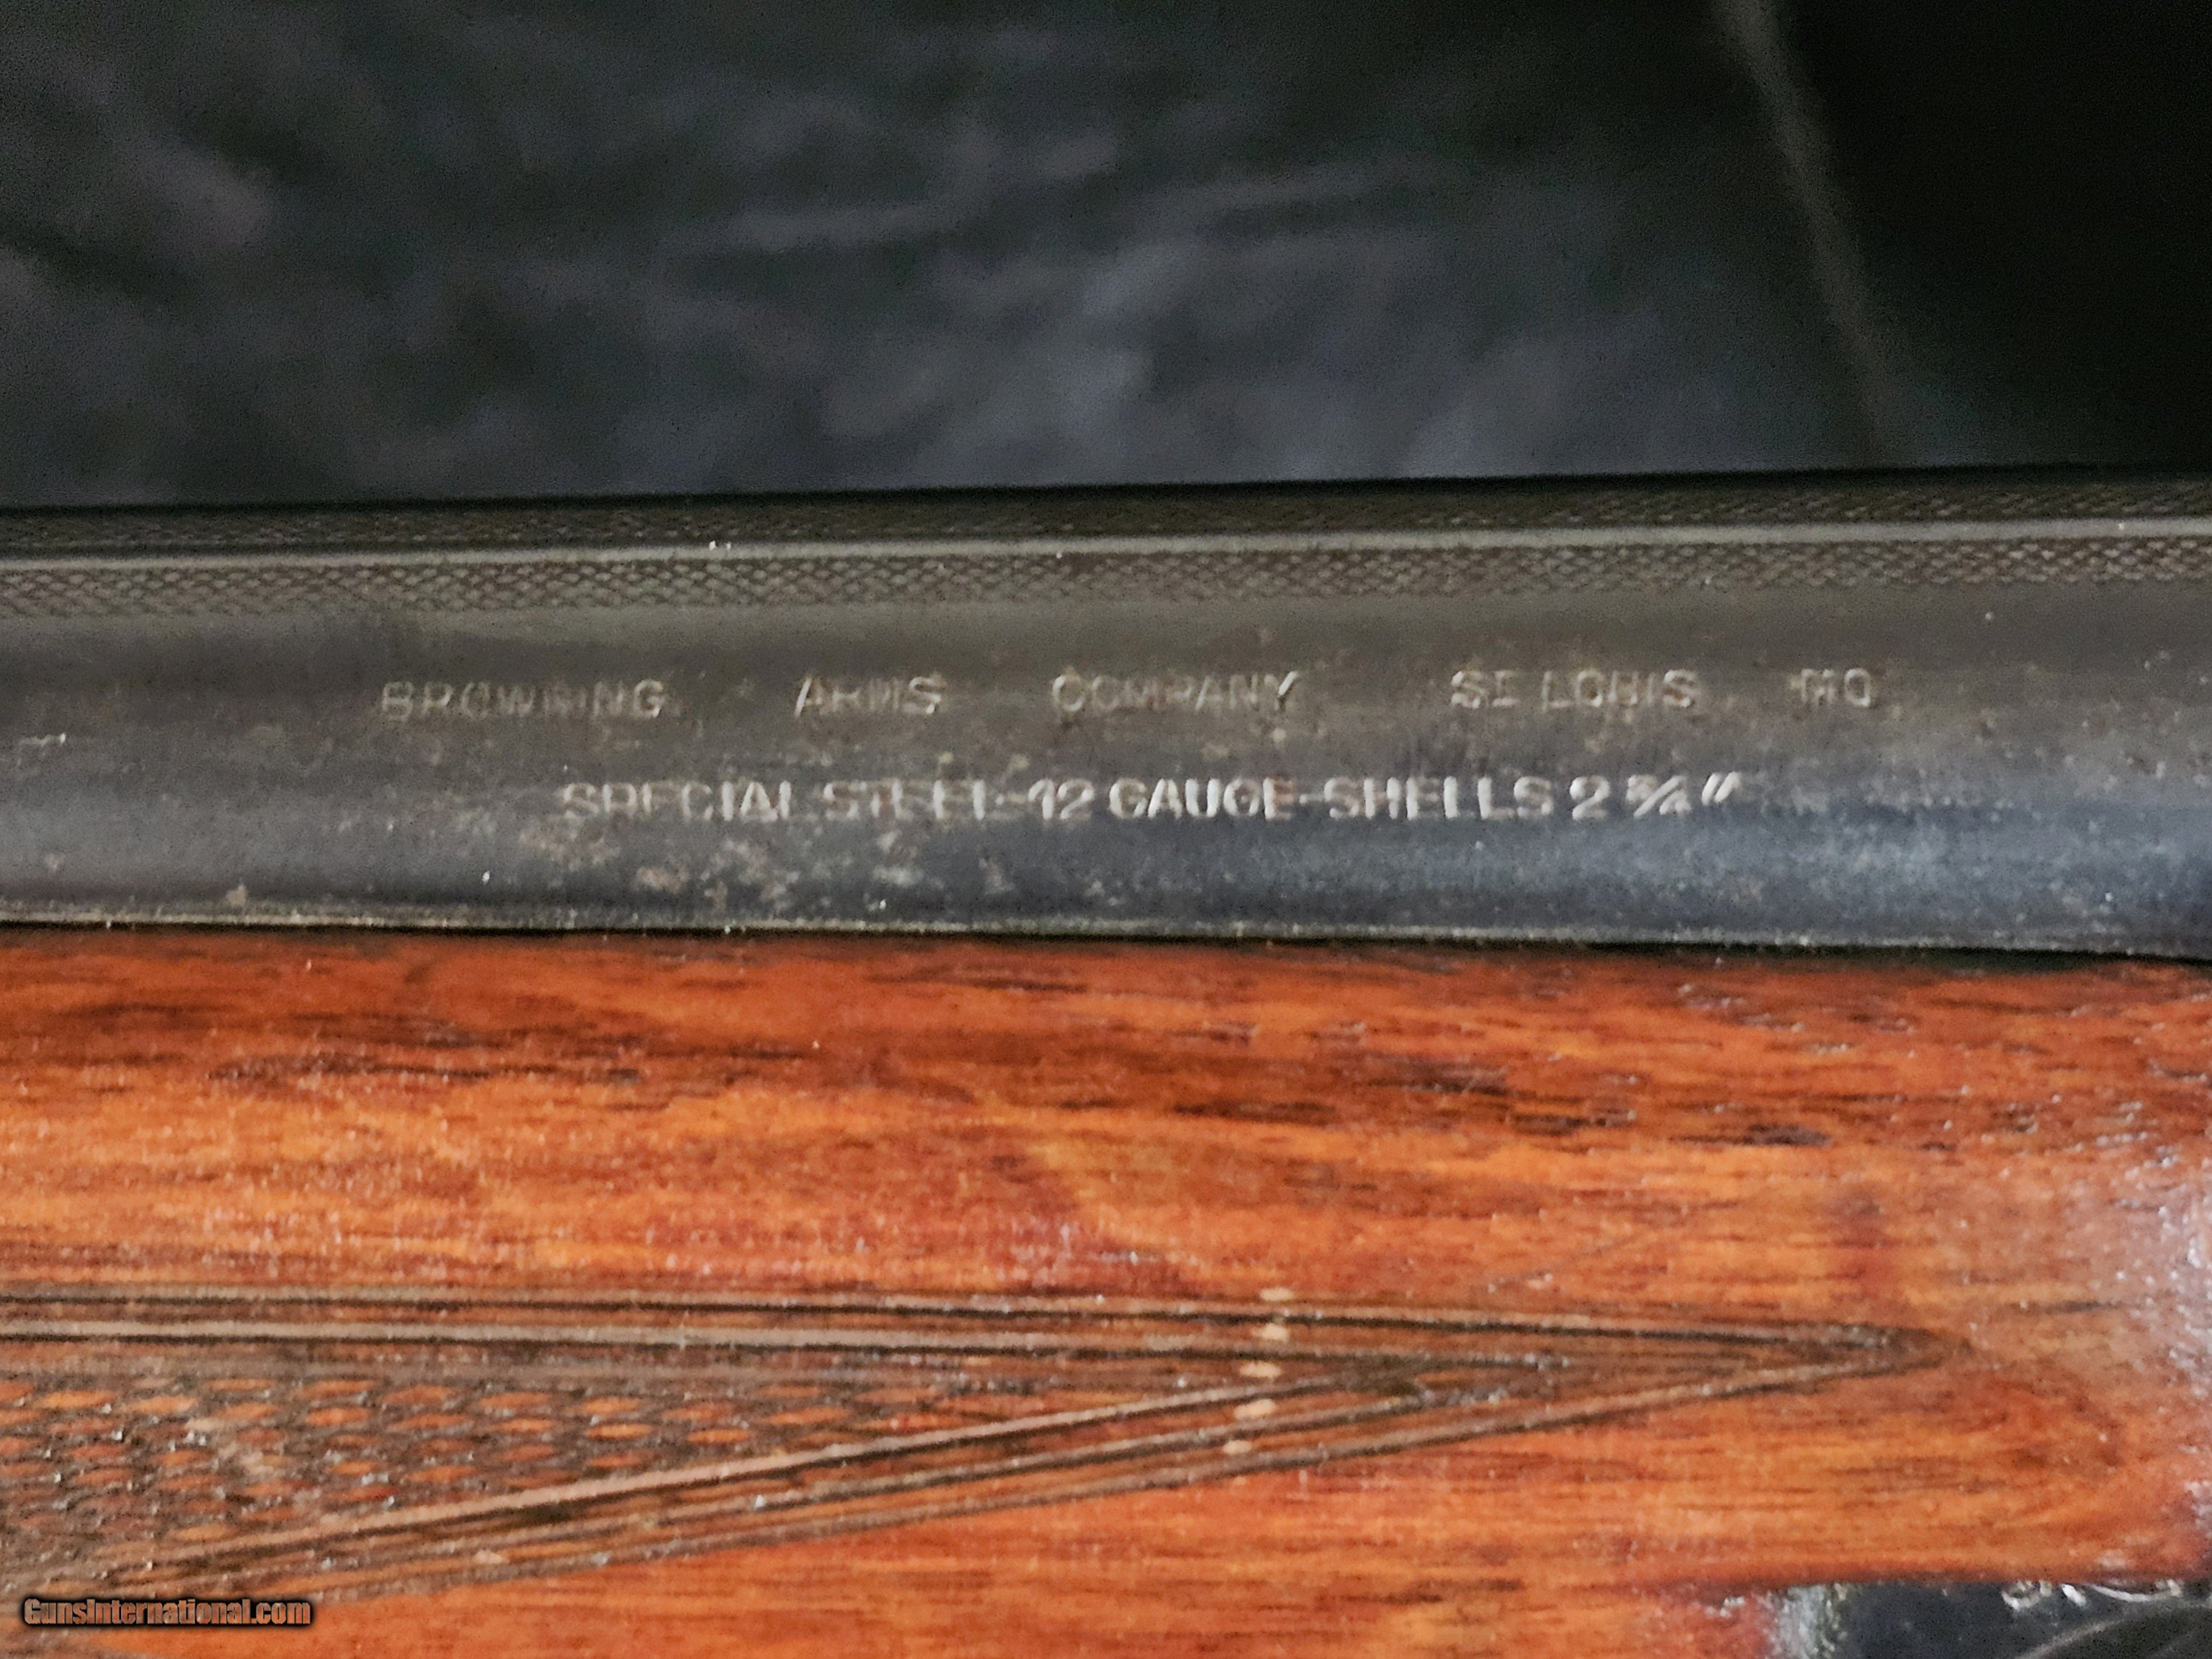 BROWNING ARMS COMPANY ST LOUIS MO
SPECIAL STEEL-12 GAUGE-SHELLS 2 3/4"
GunsInternational.com